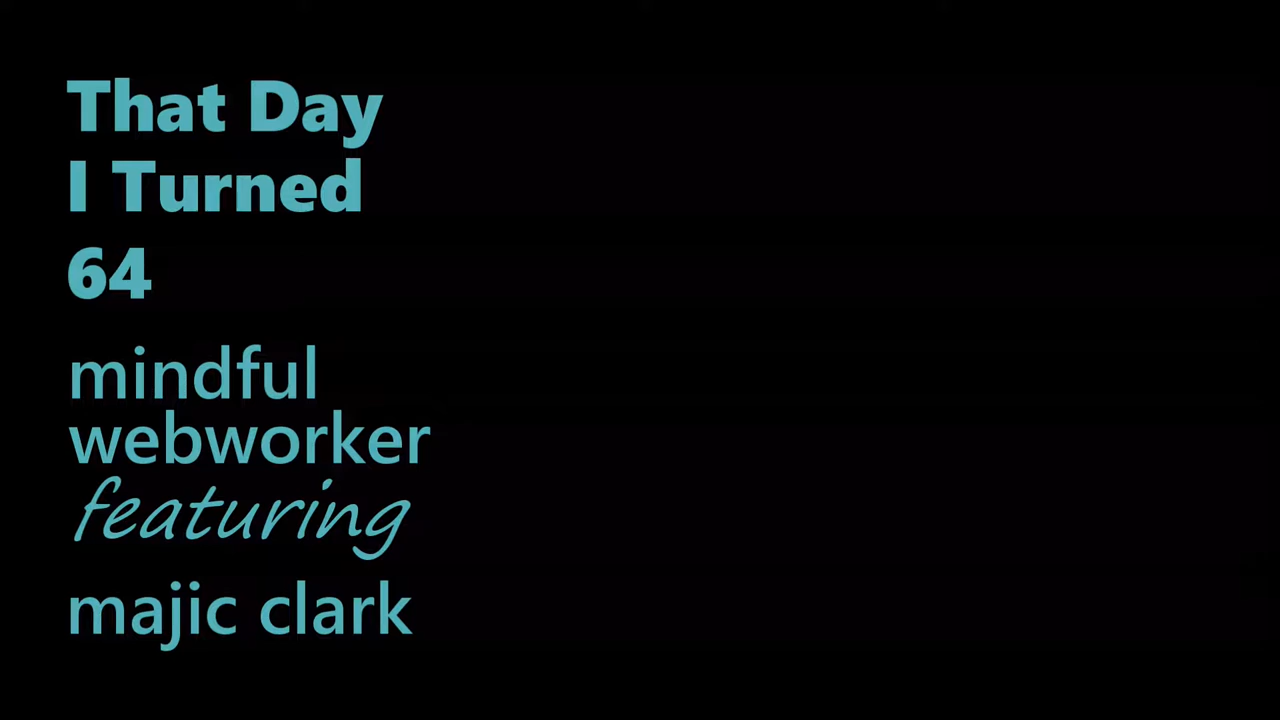 That Day
I Turned
64
mindful
webworker
featuring
majic clark